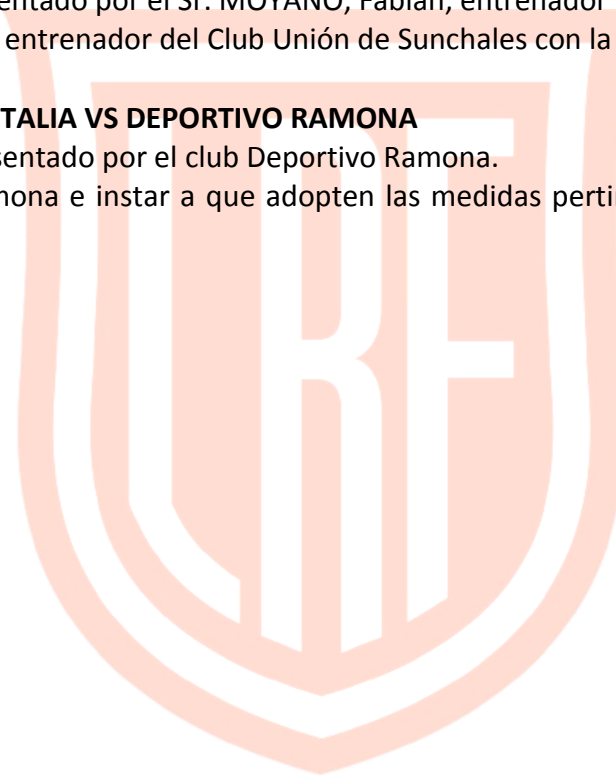 entado por el Sr. MOYANO, Fabián, entrenador
entrenador del Club Unión de Sunchales con la
TALIA VS DEPORTIVO RAMONA
sentado por el club Deportivo Ramona.
mona e instar a que adopten las medidas perti
LRF